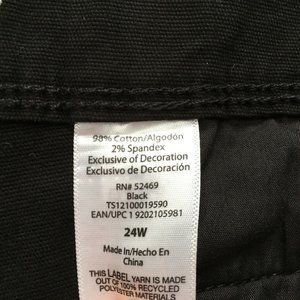 98% Cotton/Algodón
2% Spandex
Exclusive of Decoration
Exclusivo de Decoración
RN# 52469
Black
TS12100019590
EAN/UPC 1 9202105981
24W
Made In/Hecho En
China
THIS LABEL YARN IS MADE
OUT OF 100% RECYCLED
POLYESTER MATERIALS